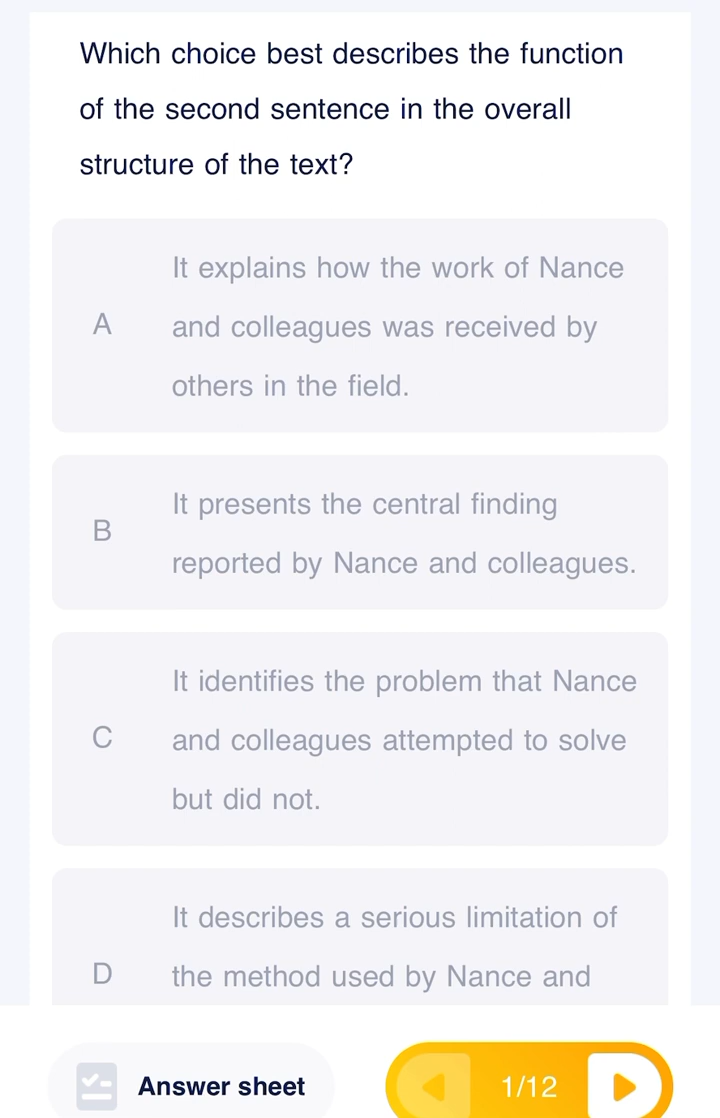 Which choice best describes the function
of the second sentence in the overall
structure of the text?
It explains how the work of Nance
A and colleagues was received by
others in the field.
It presents the central finding
B
reported by Nance and colleagues.
It identifies the problem that Nance
C and colleagues attempted to solve
but did not.
It describes a serious limitation of
D the method used by Nance and
Answer sheet
1/12